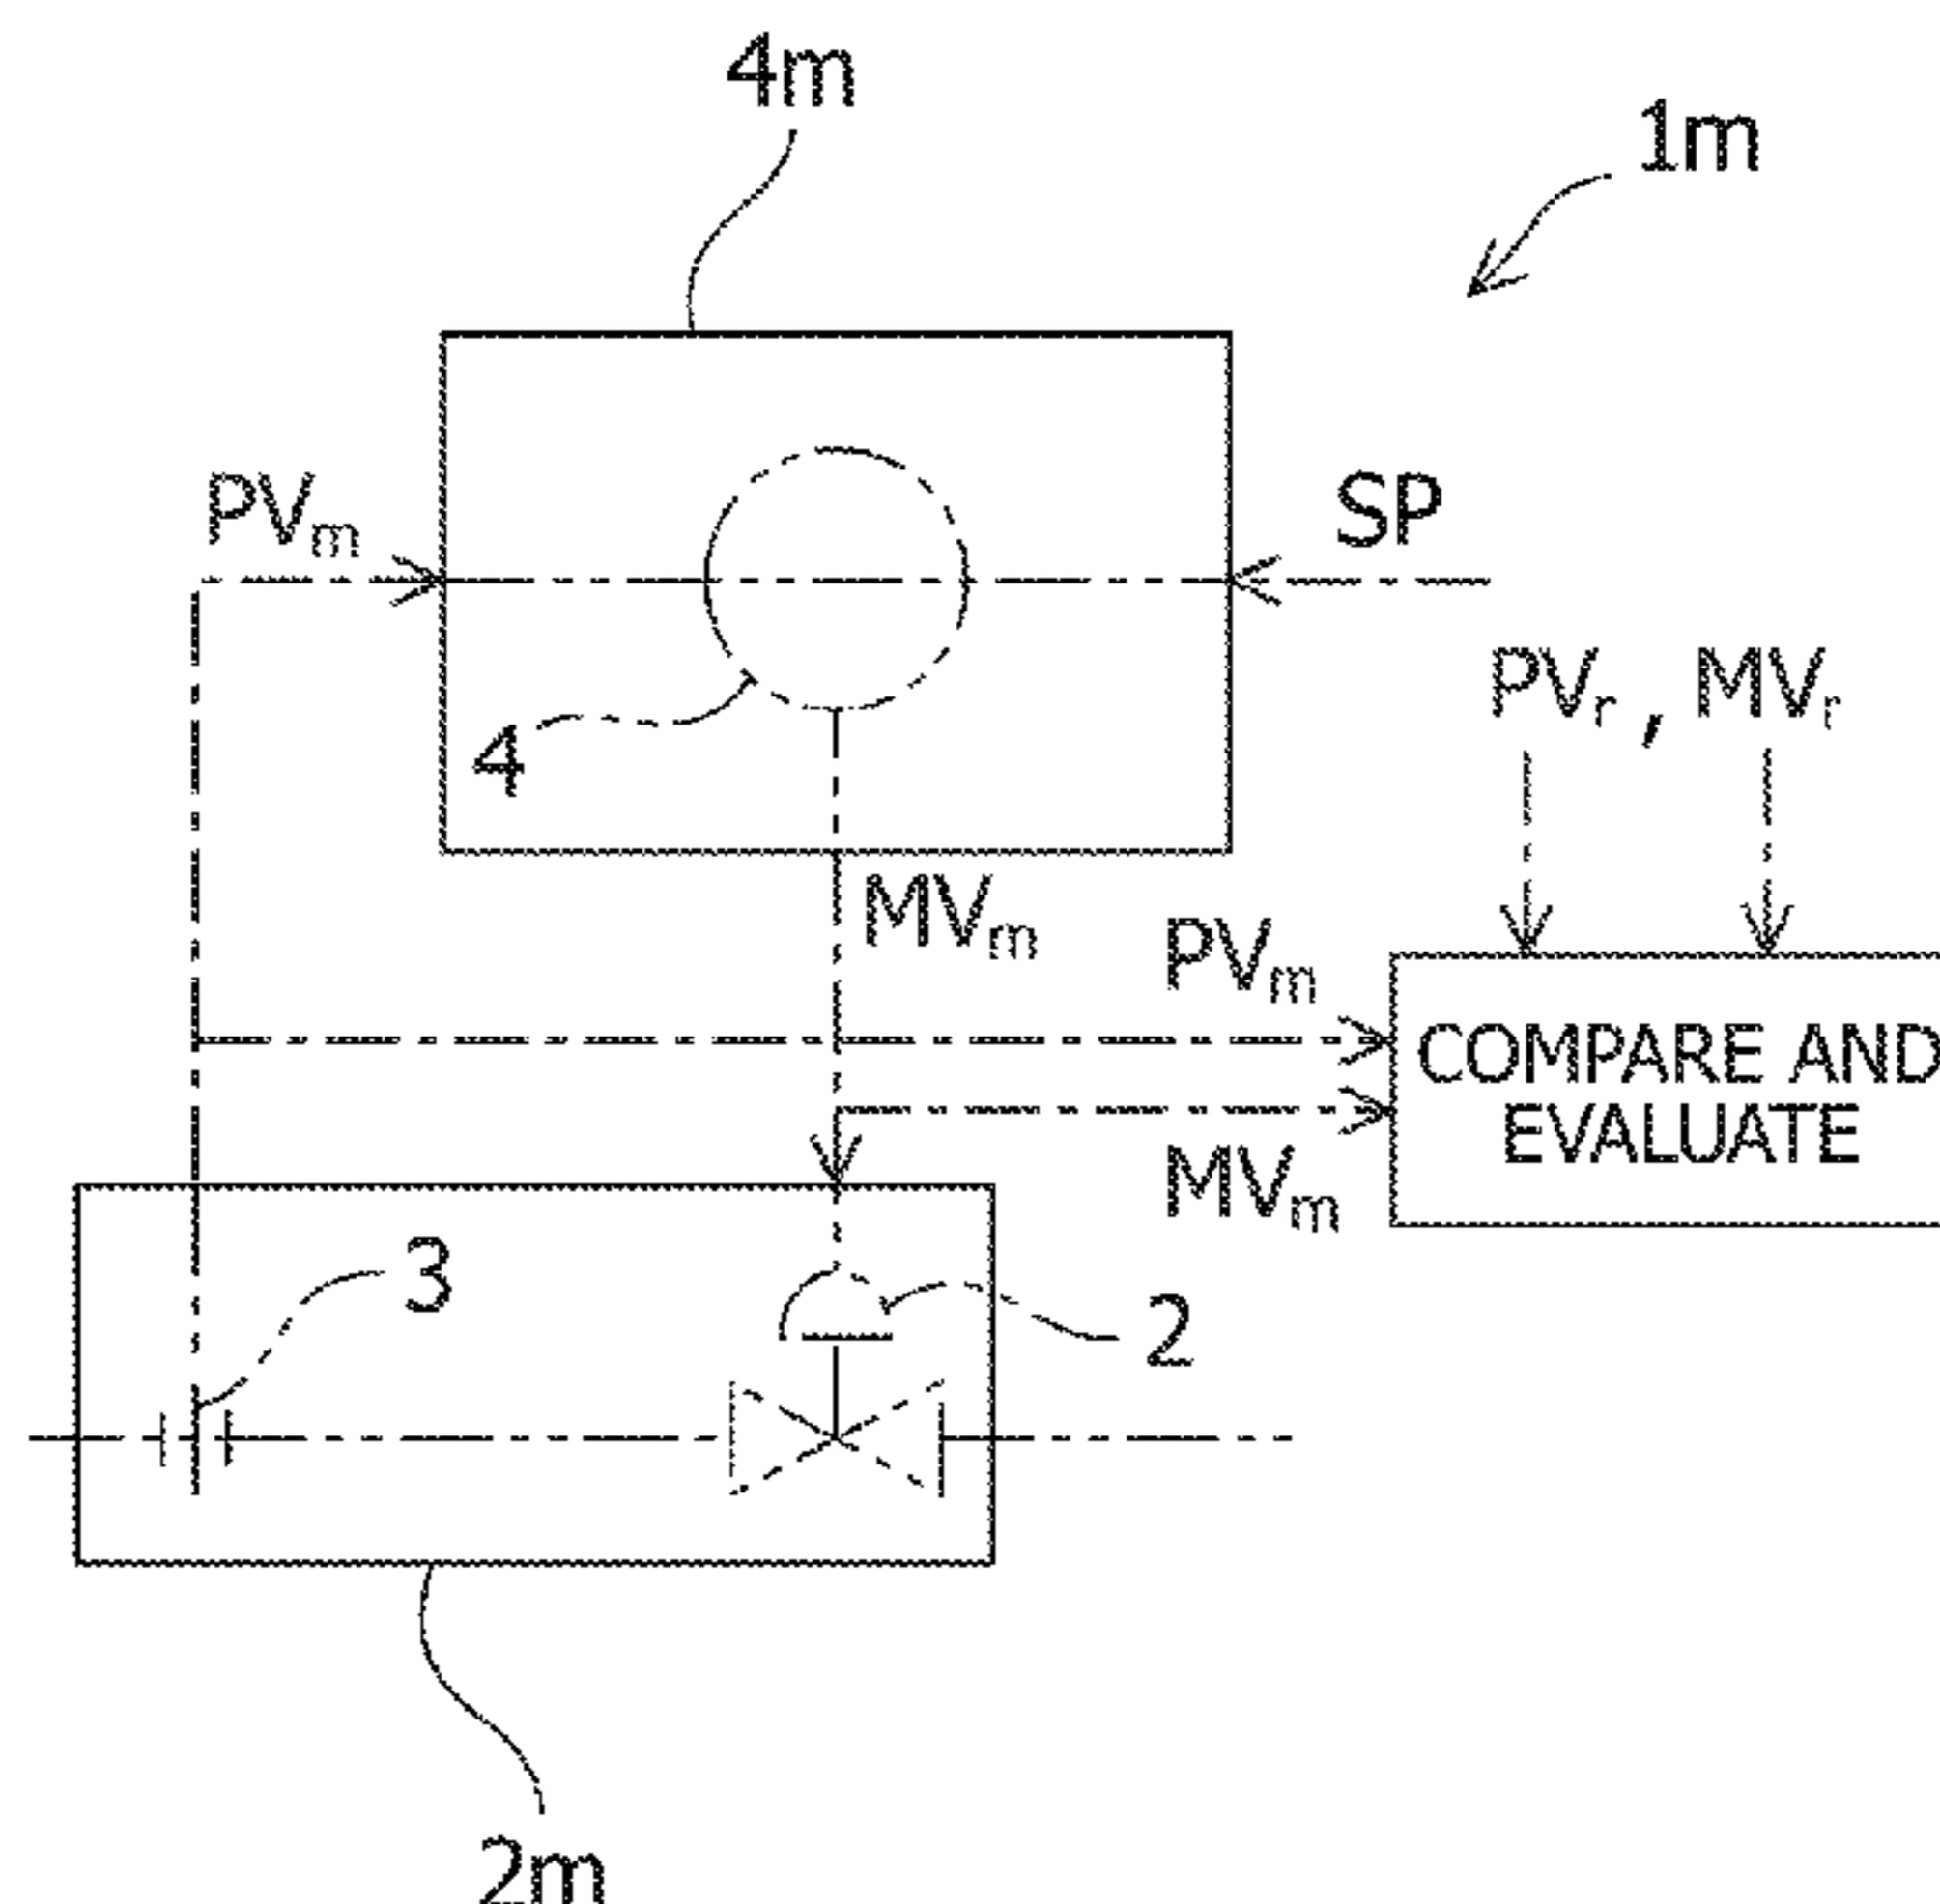 4m
1m
PVm
SP
PVr, MVr
4
MVm
PVm
COMPARE AND
EVALUATE
MVm
3
2
2m